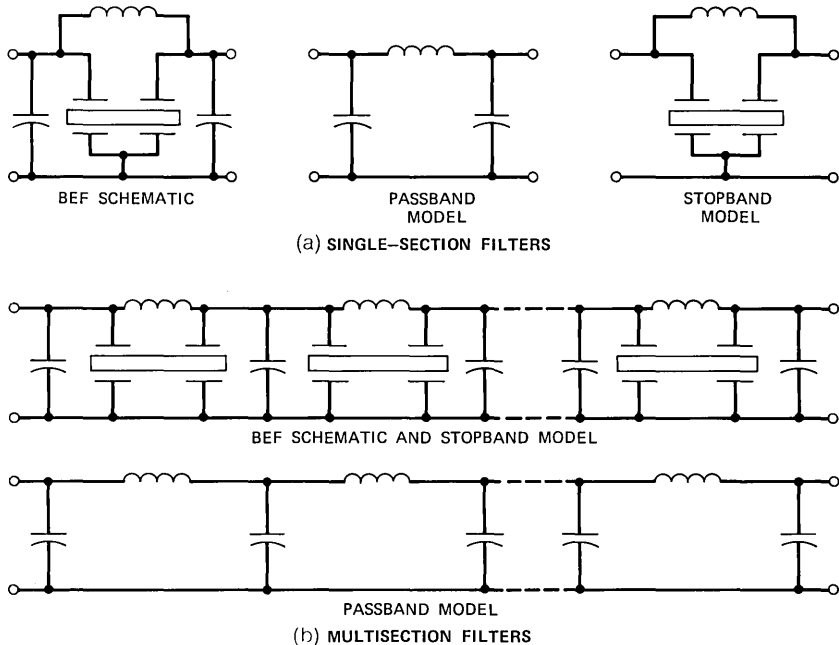 BEF SCHEMATIC
PASSBAND
MODEL
STOPBAND
MODEL
(a) SINGLE–SECTION FILTERS
BEF SCHEMATIC AND STOPBAND MODEL
PASSBAND MODEL
(b) MULTISECTION FILTERS